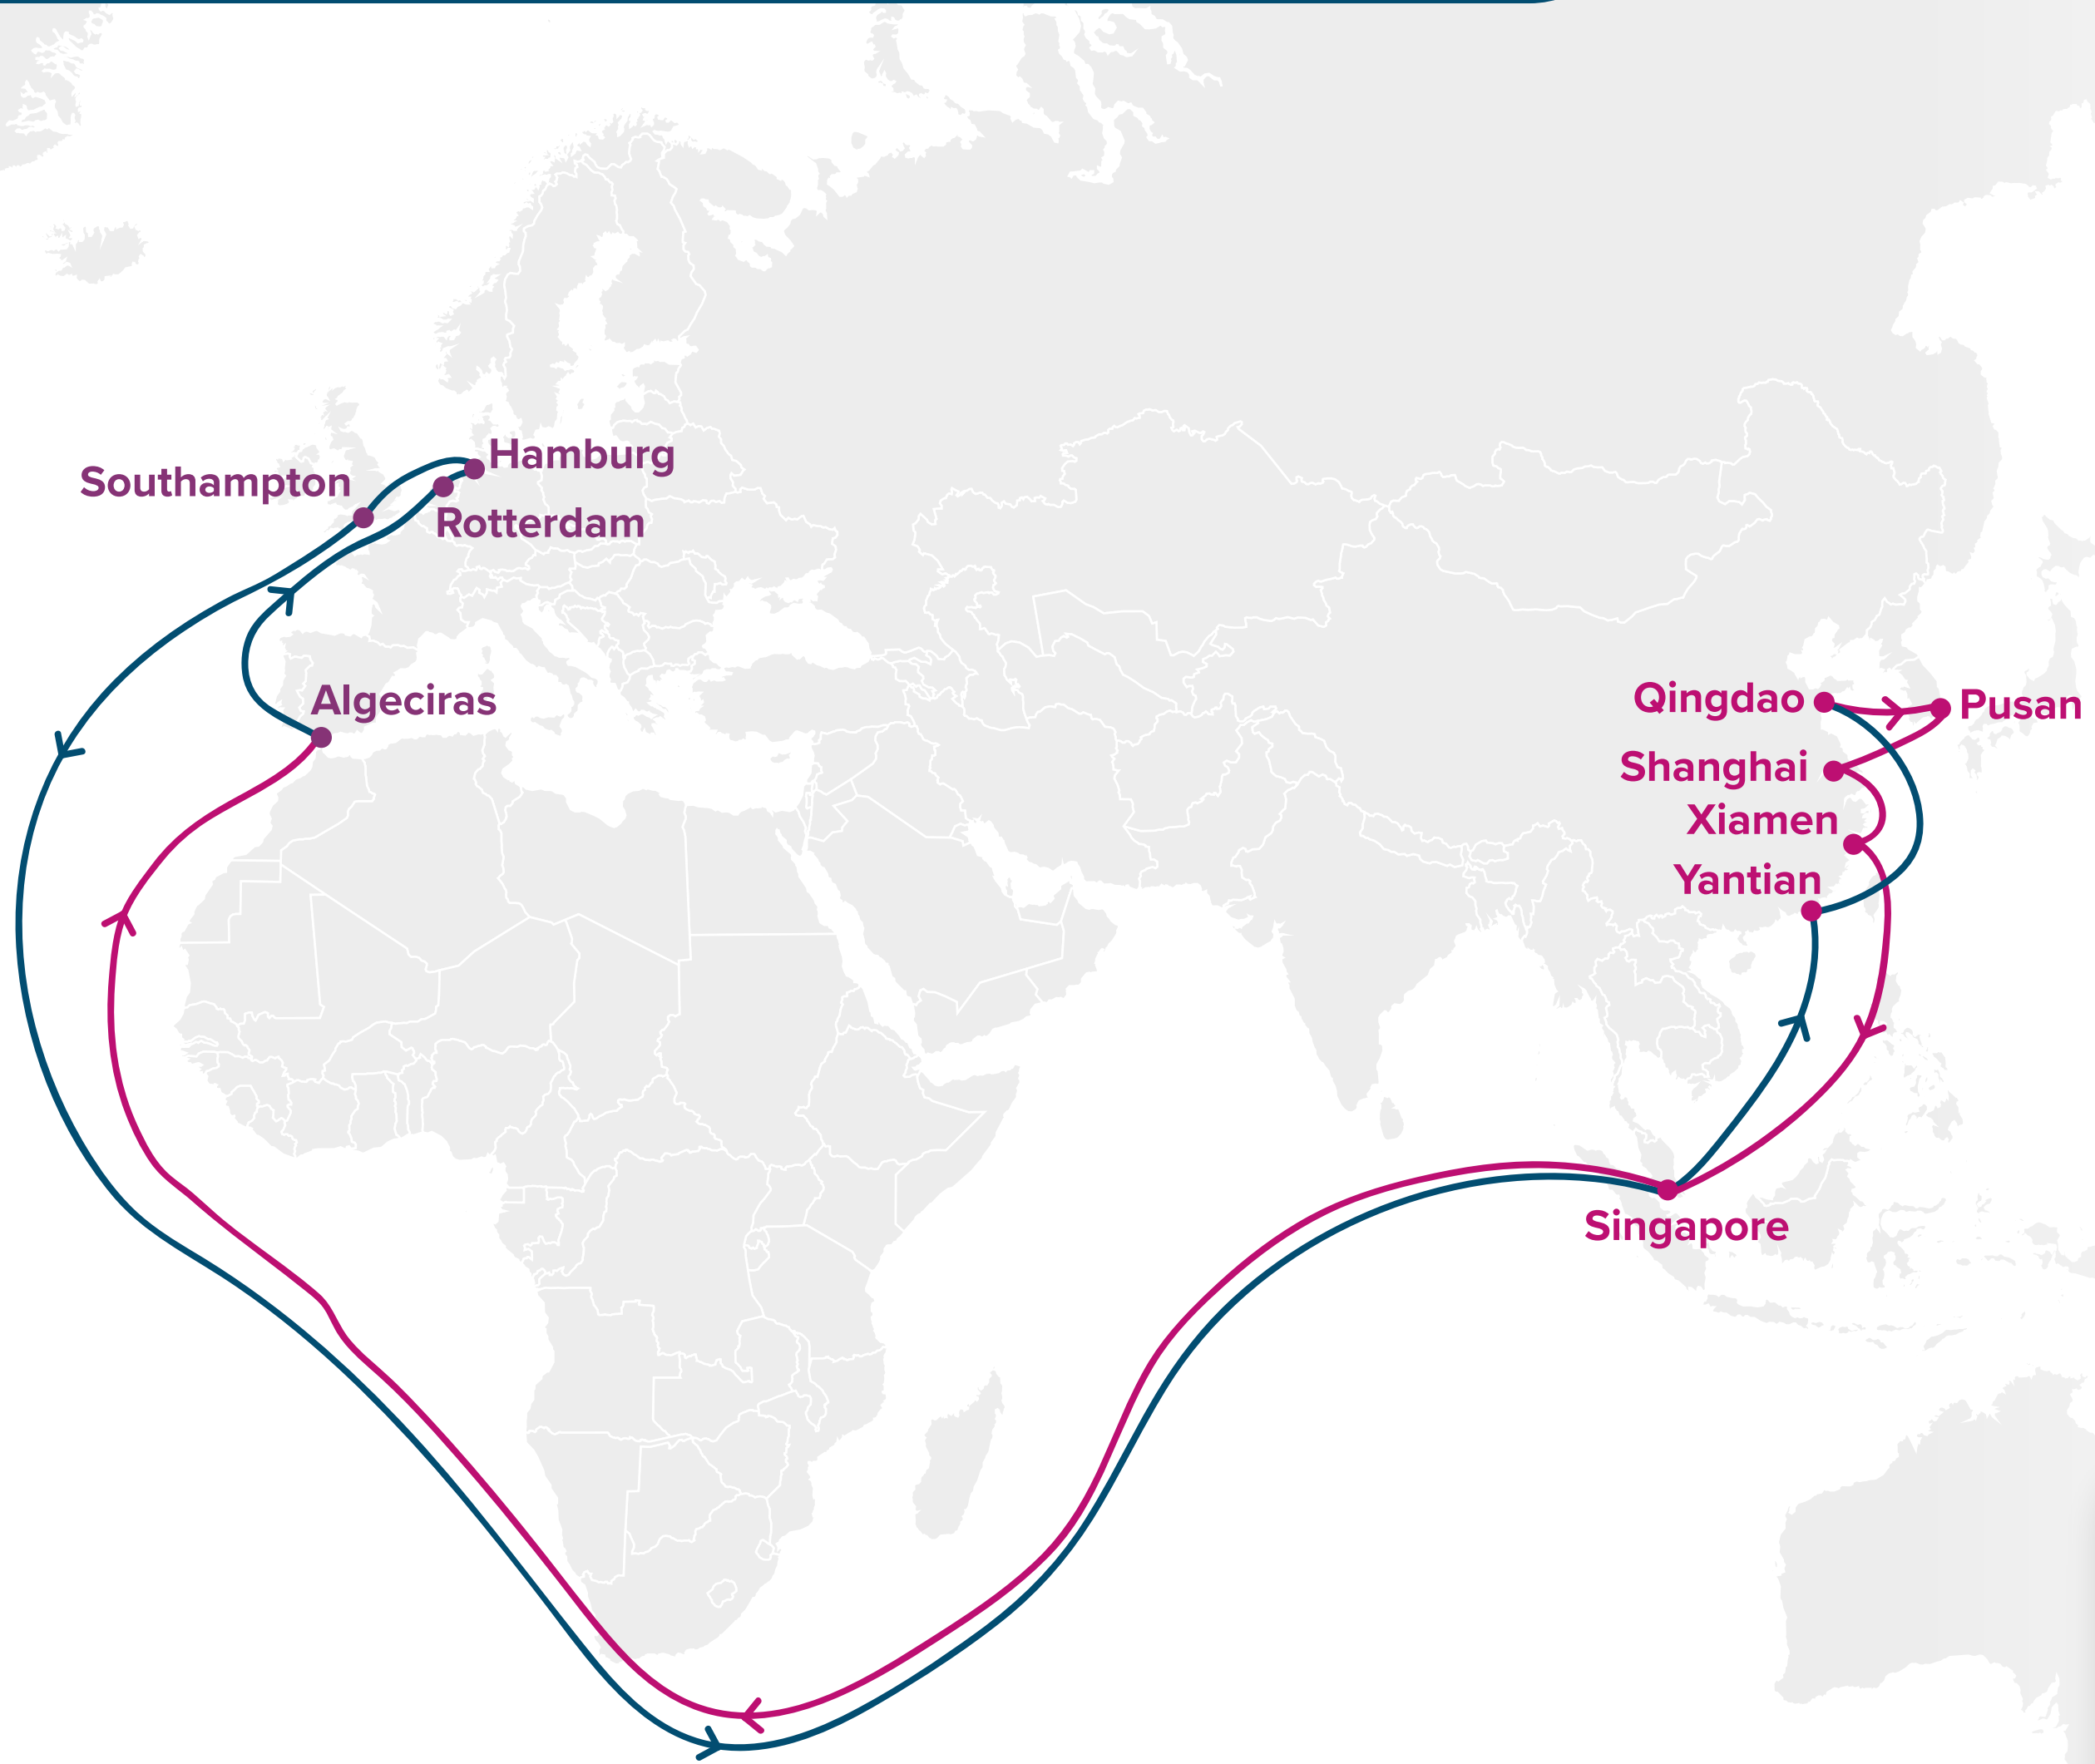 Hamburg
Southampton
Rotterdam
Algeciras
Qingdao
Pusan
Shanghai
Xiamen
Yantian
Singapore